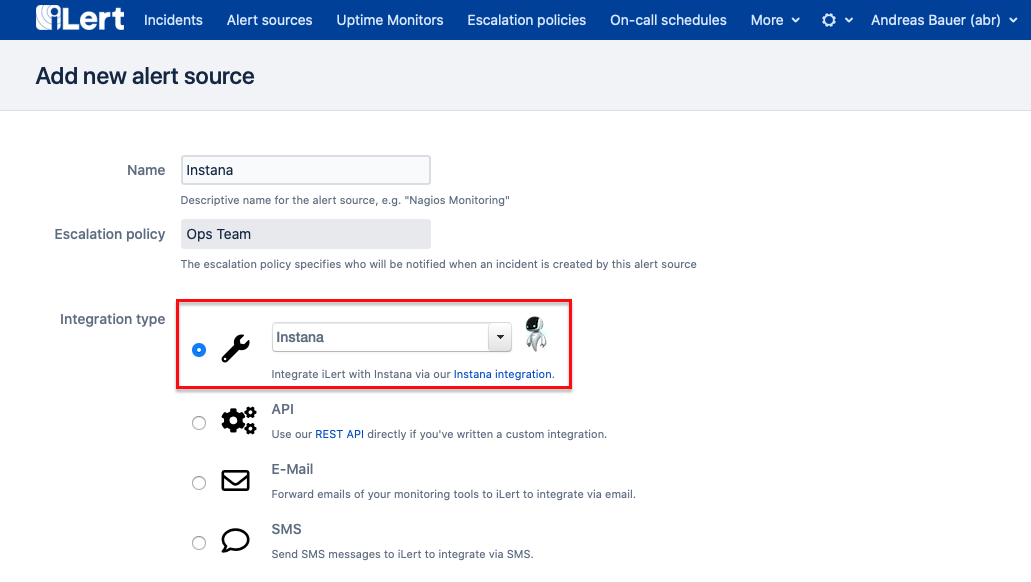 iLert Incidents Alert sources Uptime Monitors Escalation policies On-call schedules More Andreas Bauer (abr)
Add new alert source
Name Instana
Descriptive name for the alert source, e.g. "Nagios Monitoring"
Escalation policy Ops Team
The escalation policy specifies who will be notified when an incident is created by this alert source
Integration type
Instana
Integrate iLert with Instana via our Instana integration.
API
Use our REST API directly if you've written a custom integration.
E-Mail
Forward emails of your monitoring tools to iLert to integrate via email.
SMS
Send SMS messages to iLert to integrate via SMS.